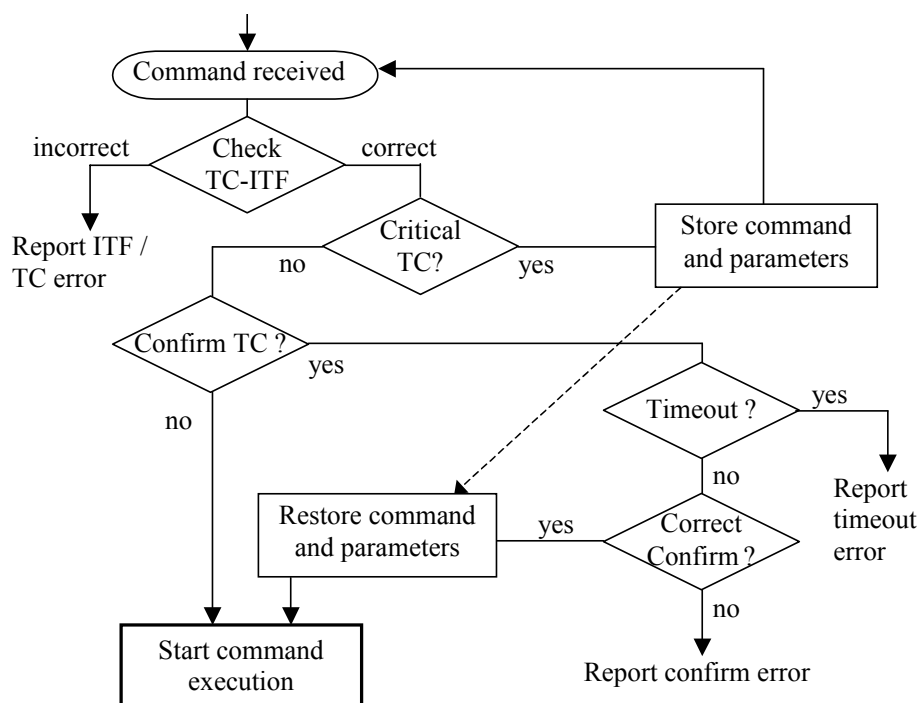 Command received
incorrect
Check
TC-ITF
correct
Report ITF /
TC error
Critical
TC?
no
yes
Store command
and parameters
Confirm TC ?
yes
no
Timeout ?
yes
no
Report
timeout
error
Restore command
and parameters
yes
Correct
Confirm ?
no
Start command
execution
Report confirm error